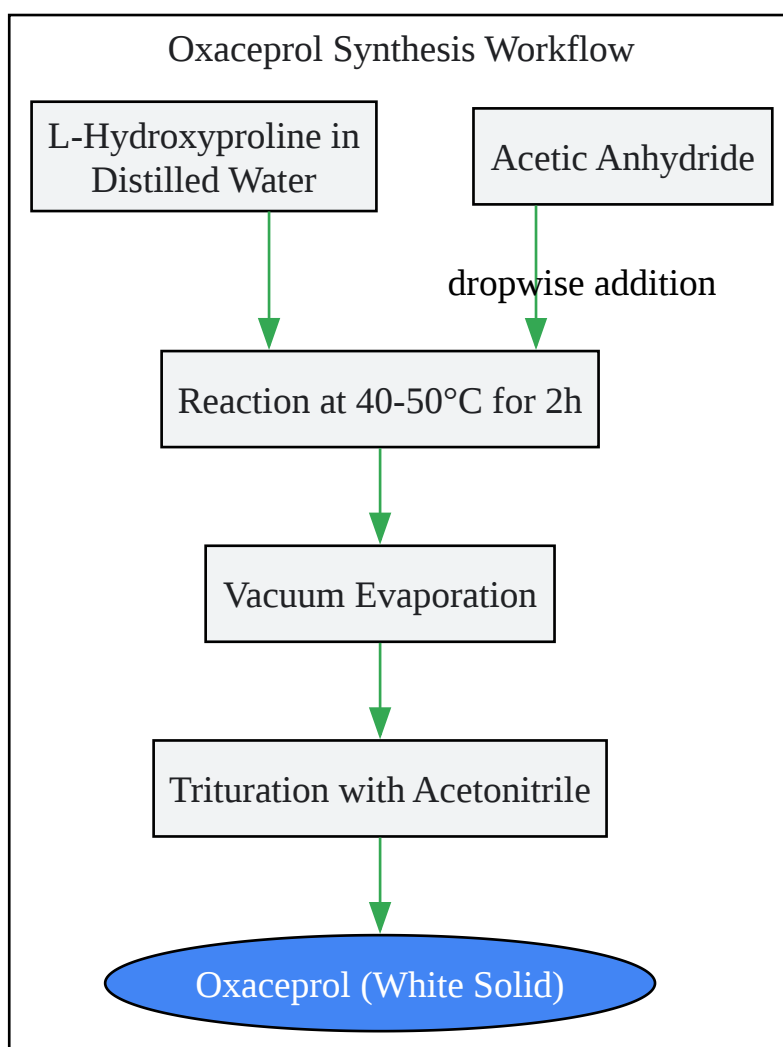 Oxaceprol Synthesis Workflow
L-Hydroxyproline in
Distilled Water
Acetic Anhydride
dropwise addition
Reaction at 40-50°C for 2h
Vacuum Evaporation
Trituration with Acetonitrile
Oxaceprol (White Solid)